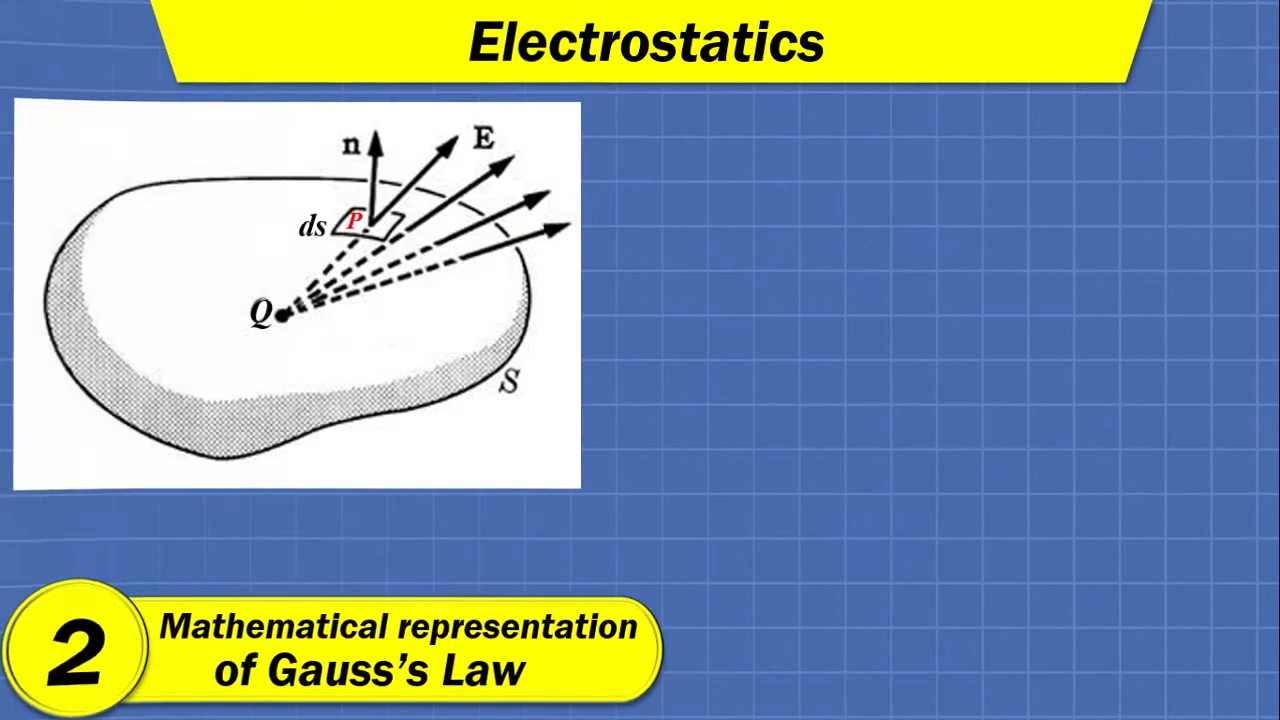 Electrostatics
n
E
ds
P
Q
S
2
Mathematical representation
of Gauss's Law